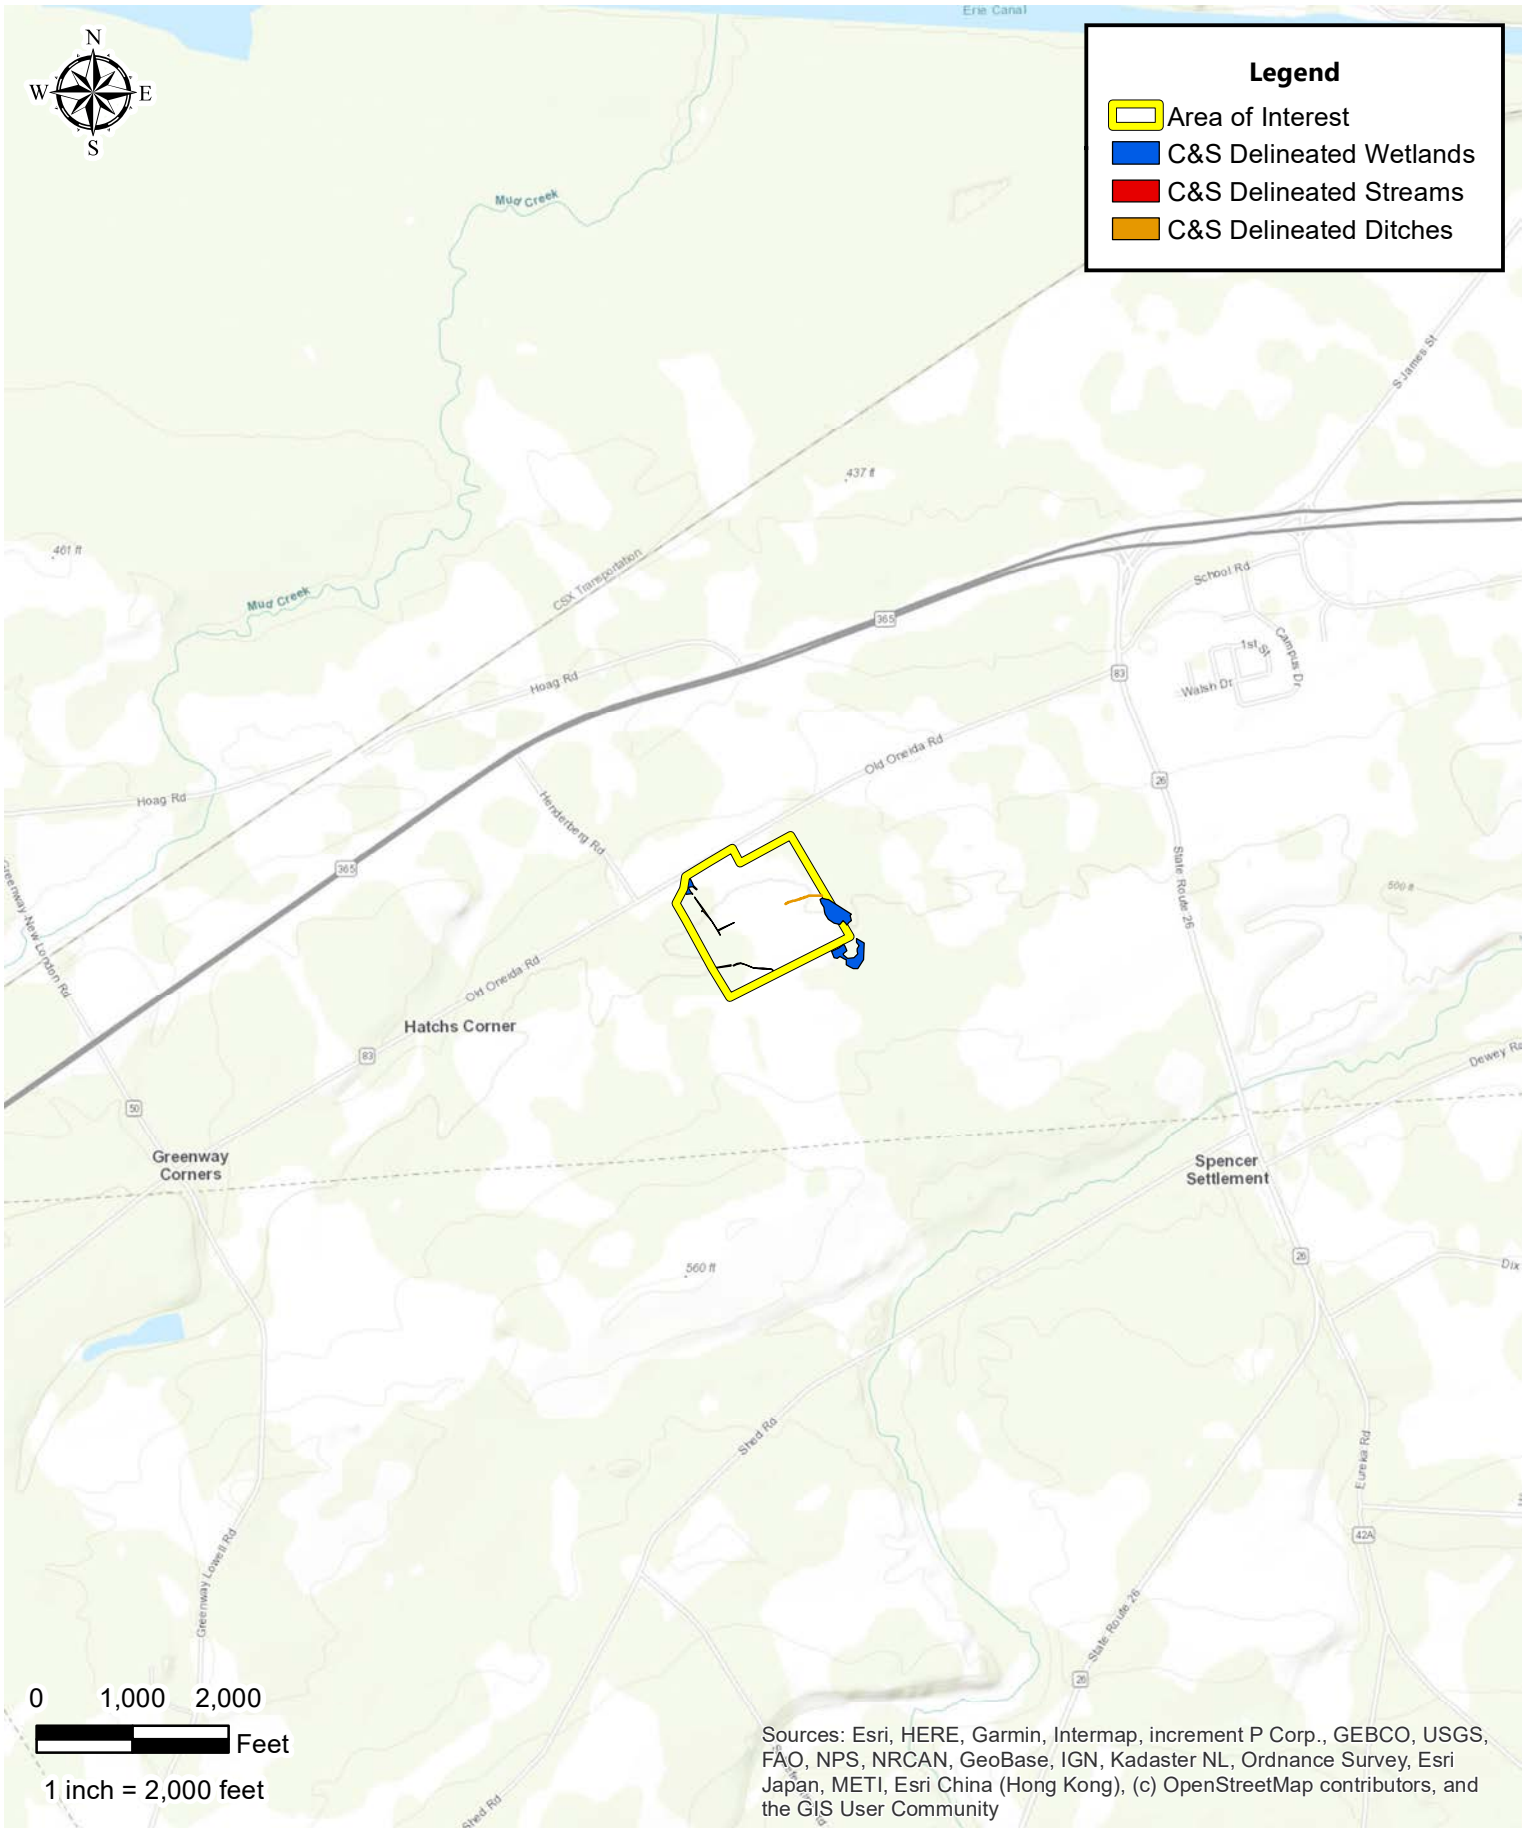 Erie Canal
N
W E
S
Legend
Area of Interest
C&S Delineated Wetlands
C&S Delineated Streams
C&S Delineated Ditches
Mud Creek
S James St
437 ft
461 ft
CSX Transportation
Mud Creek
School Rd
365
1st St
Campus Dr
83
Walsh Dr
Hoag Rd
Old Oneida Rd
26
Hoag Rd
Henderberg Rd
365
State Route 26
500 ft
Greenway-New London Rd
Old Oneida Rd
Hatchs Corner
83
Dewey Rd
50
Greenway
Corners
Spencer
Settlement
26
560 ft
Dix
Shed Rd
Eureka Rd
42A
Greenway Lowell Rd
State Route 26
26
0 1,000 2,000
Feet
1 inch = 2,000 feet
Shed Rd
Sources: Esri, HERE, Garmin, Intermap, increment P Corp., GEBCO, USGS,
FAO, NPS, NRCAN, GeoBase, IGN, Kadaster NL, Ordnance Survey, Esri
Japan, METI, Esri China (Hong Kong), (c) OpenStreetMap contributors, and
the GIS User Community